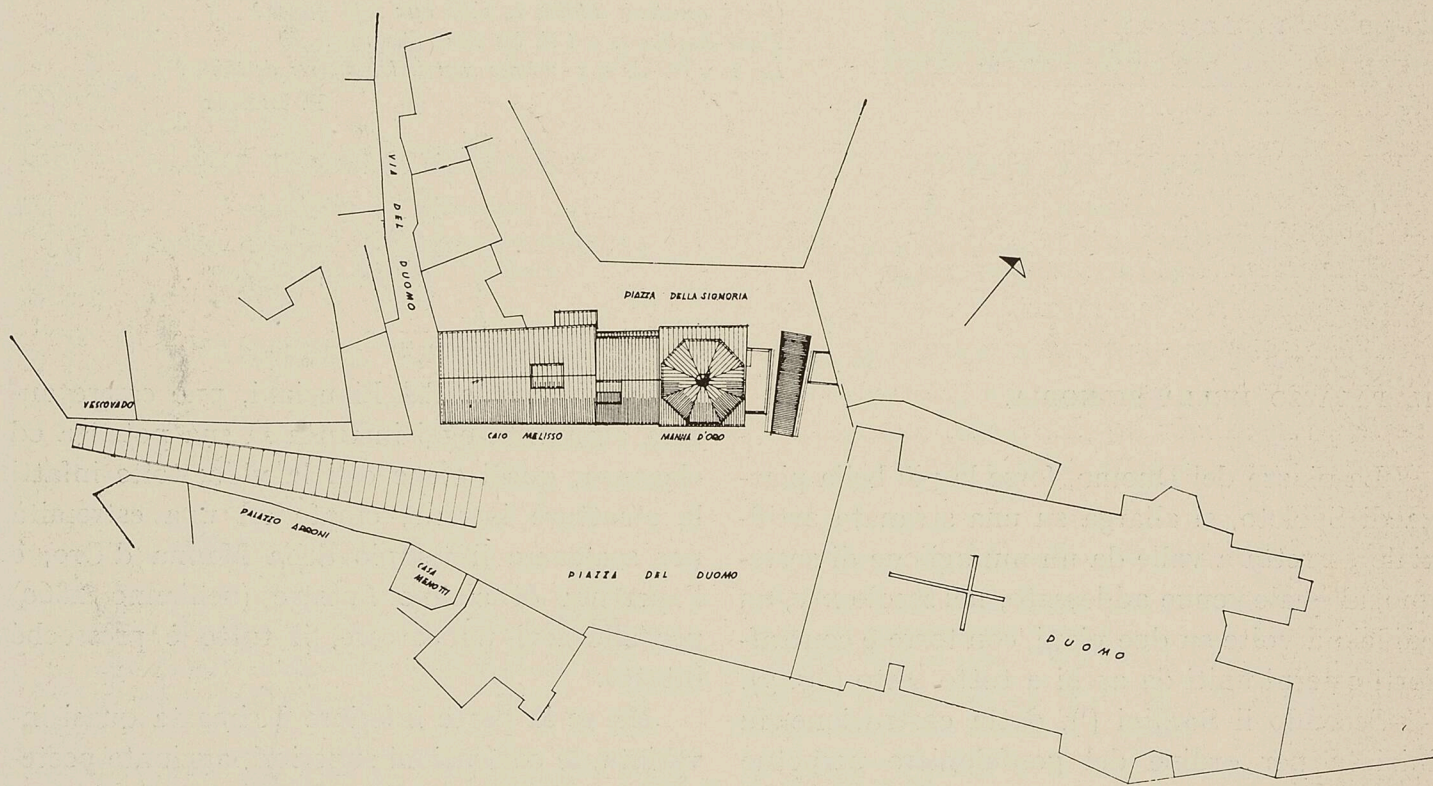 VIA DEL DUOMO
PIAZZA DELLA SIGNORIA
VESCOVADO
CAIO MELISSO
MANNA D'ORO
PALAZZO ARRONI
CASA
MENOTTI
PIAZZA DEL DUOMO
DUOMO